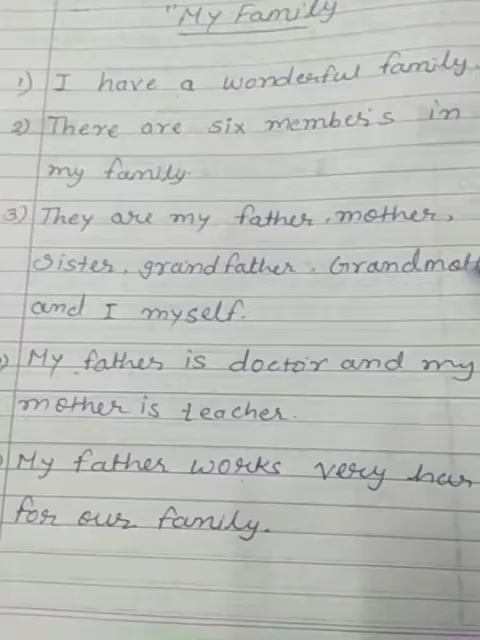 "My Family
1) I have a wonderful family.
2) There are six member's in
my family.
3) They are my father, mother,
Sister, grandfather, Grandmot
and I myself.
) My father is doctor and my
mother is teacher.
) My father works very har
for our family.